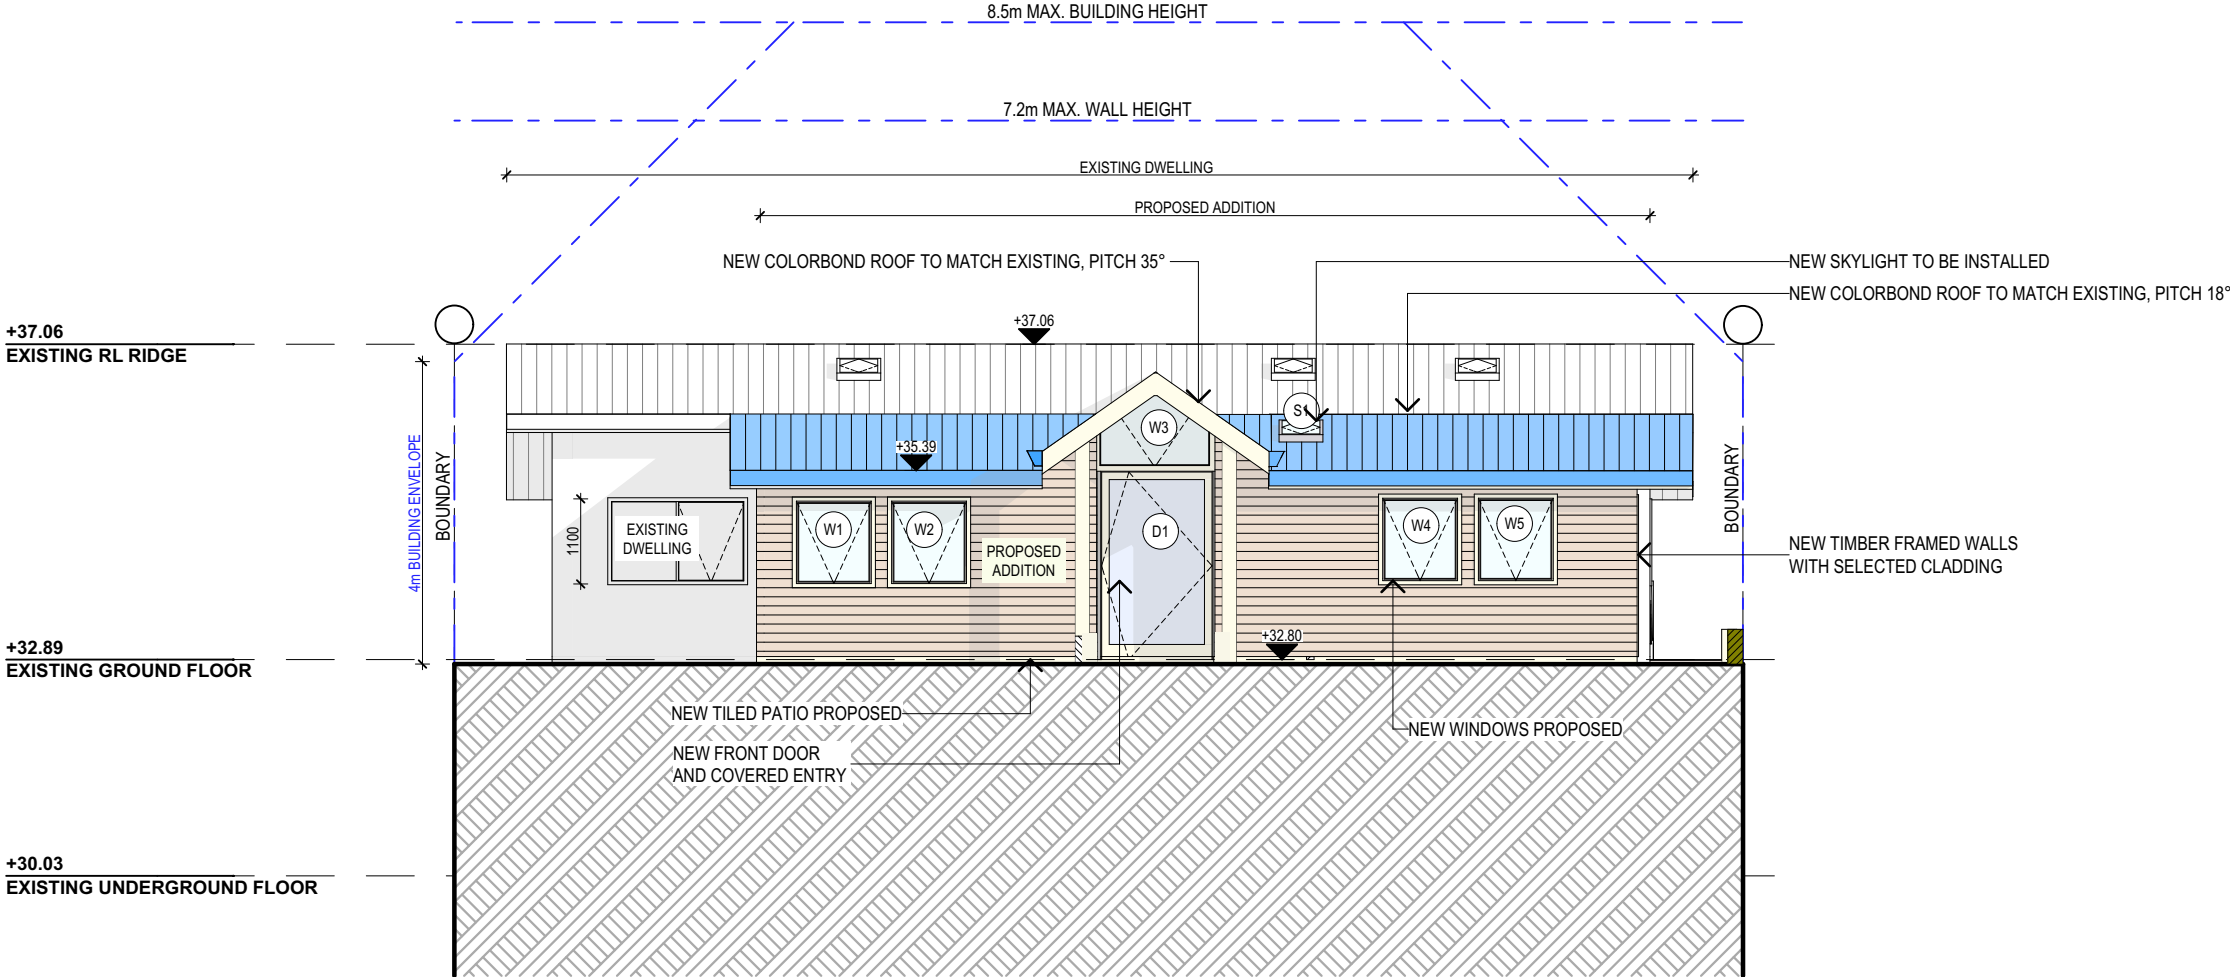 8.5m MAX. BUILDING HEIGHT
7.2m MAX. WALL HEIGHT
EXISTING DWELLING
PROPOSED ADDITION
NEW COLORBOND ROOF TO MATCH EXISTING, PITCH 35°
NEW SKYLIGHT TO BE INSTALLED
NEW COLORBOND ROOF TO MATCH EXISTING, PITCH 18°
+37.06
EXISTING RL RIDGE
+37.06
S1
W3
+35.39
4m BUILDING ENVELOPE
BOUNDARY
BOUNDARY
1100
EXISTING
DWELLING
W1
W2
PROPOSED
ADDITION
D1
W4
W5
NEW TIMBER FRAMED WALLS
WITH SELECTED CLADDING
+32.80
+32.89
EXISTING GROUND FLOOR
NEW TILED PATIO PROPOSED
NEW WINDOWS PROPOSED
NEW FRONT DOOR
AND COVERED ENTRY
+30.03
EXISTING UNDERGROUND FLOOR